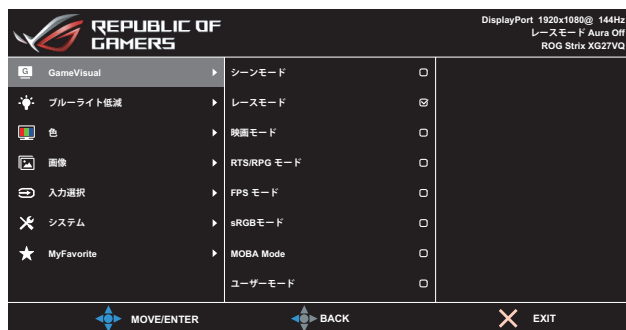 REPUBLIC OF
GAMERS
DisplayPort 1920x1080@ 144Hz
レースモード Aura Off
ROG Strix XG27VQ
G
GameVisual
ブルーライト低減
色
画像
入力選択
システム
MyFavorite
シーンモード
レースモード
映画モード
RTS/RPG モード
FPS モード
sRGBモード
MOBA Mode
ユーザーモード
MOVE/ENTER
BACK
EXIT